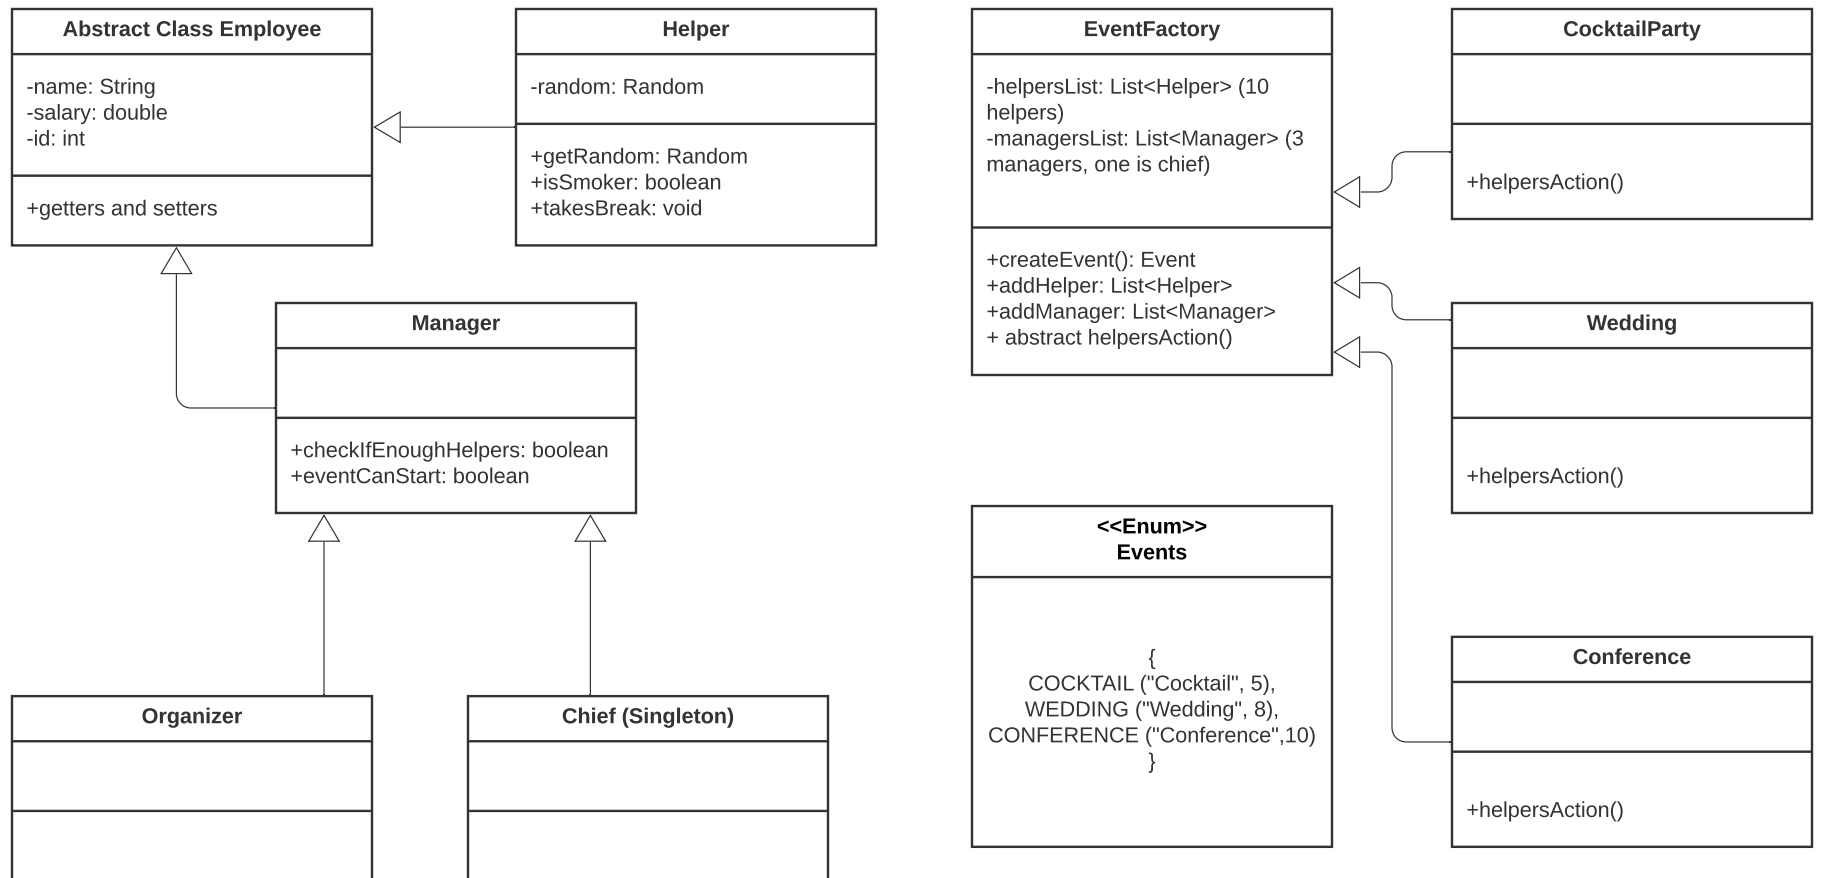 Abstract Class Employee
-name: String
-salary: double
-id: int
+getters and setters
Helper
-random: Random
+getRandom: Random
+isSmoker: boolean
+takesBreak: void
Manager
+checkIfEnoughHelpers: boolean
+eventCanStart: boolean
Organizer
Chief (Singleton)
EventFactory
-helpersList: List<Helper> (10
helpers)
-managersList: List<Manager> (3
managers, one is chief)
+createEvent(): Event
+addHelper: List<Helper>
+addManager: List<Manager>
+ abstract helpersAction()
<<Enum>>
Events
{
COCKTAIL ("Cocktail", 5),
WEDDING ("Wedding", 8),
CONFERENCE ("Conference",10)
}
CocktailParty
+helpersAction()
Wedding
+helpersAction()
Conference
+helpersAction()